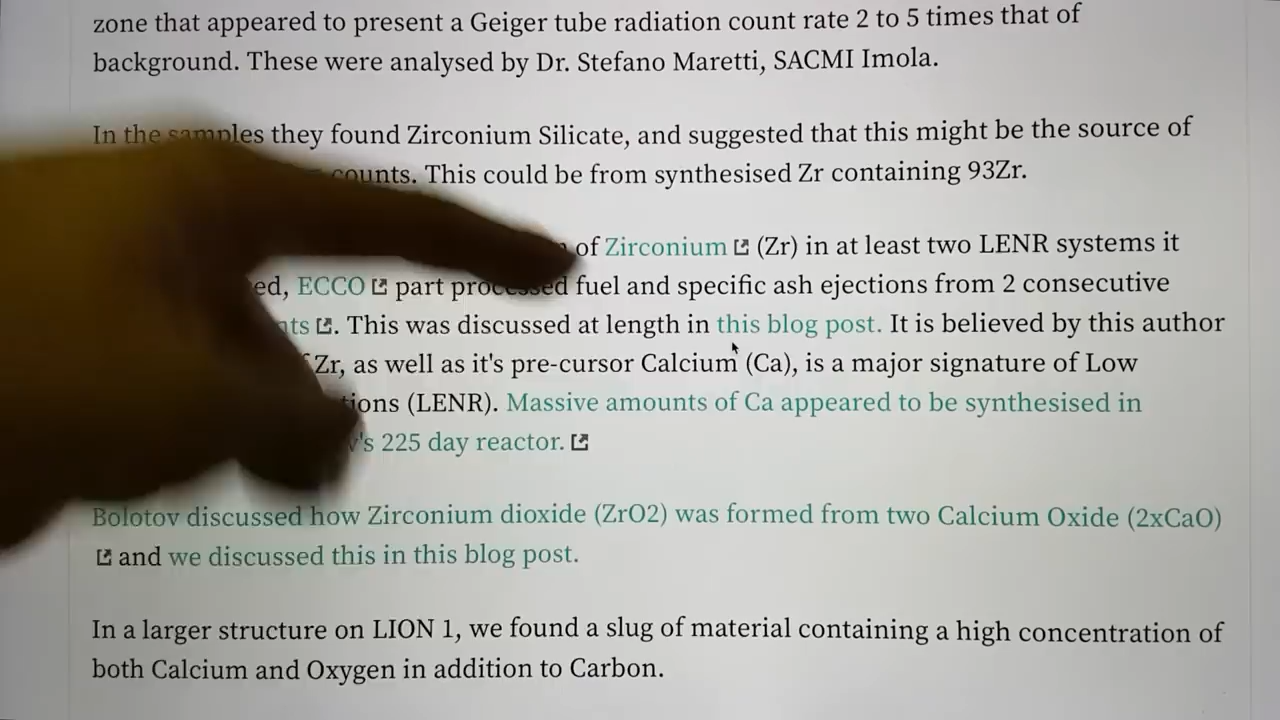 zone that appeared to present a Geiger tube radiation count rate 2 to 5 times that of
background. These were analysed by Dr. Stefano Maretti, SACMI Imola.
In the samples they found Zirconium Silicate, and suggested that this might be the source of
counts. This could be from synthesised Zr containing 93Zr.
of Zirconium (Zr) in at least two LENR systems it
ECCO part processed fuel and specific ash ejections from 2 consecutive
This was discussed at length in this blog post. It is believed by this author
Zr, as well as it's pre-cursor Calcium (Ca), is a major signature of Low
(LENR). Massive amounts of Ca appeared to be synthesised in
225 day reactor.
Bolotov discussed how Zirconium dioxide (ZrO2) was formed from two Calcium Oxide (2xCaO)
and we discussed this in this blog post.
In a larger structure on LION 1, we found a slug of material containing a high concentration of
both Calcium and Oxygen in addition to Carbon.